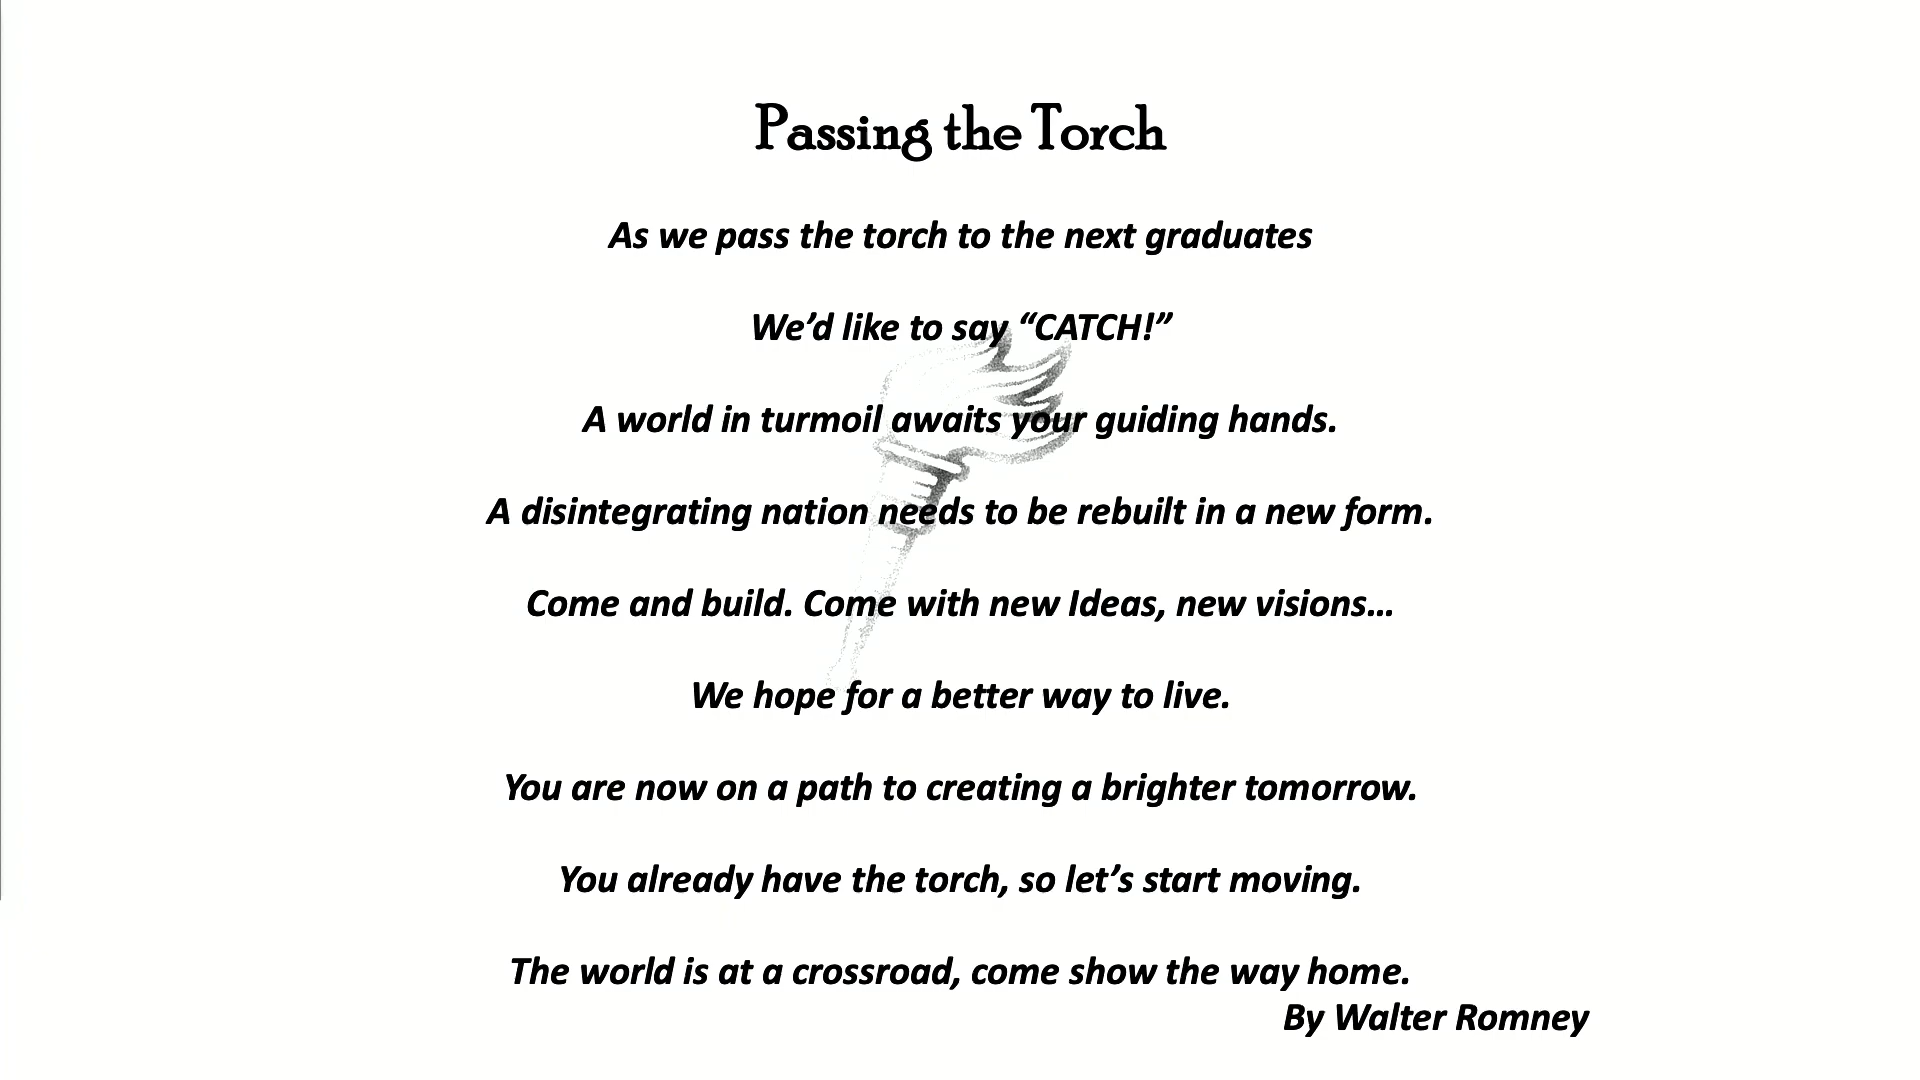 Passing the Torch
As we pass the torch to the next graduates
We’d like to say “CATCH!”
A world in turmoil awaits your guiding hands.
A disintegrating nation needs to be rebuilt in a new form.
Come and build. Come with new Ideas, new visions…
We hope for a better way to live.
You are now on a path to creating a brighter tomorrow.
You already have the torch, so let’s start moving.
The world is at a crossroad, come show the way home.
By Walter Romney